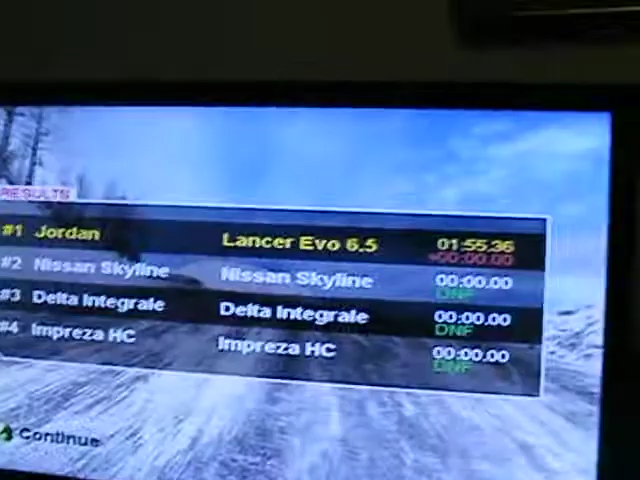 RESULTS
#1 Jordan Lancer Evo 6.5 01:55.36
+00:00.00
#2 Nissan Skyline Nissan Skyline 00:00.00
DNF
#3 Delta Integrale Delta Integrale 00:00.00
DNF
#4 Impreza HC Impreza HC 00:00.00
DNF
Continue